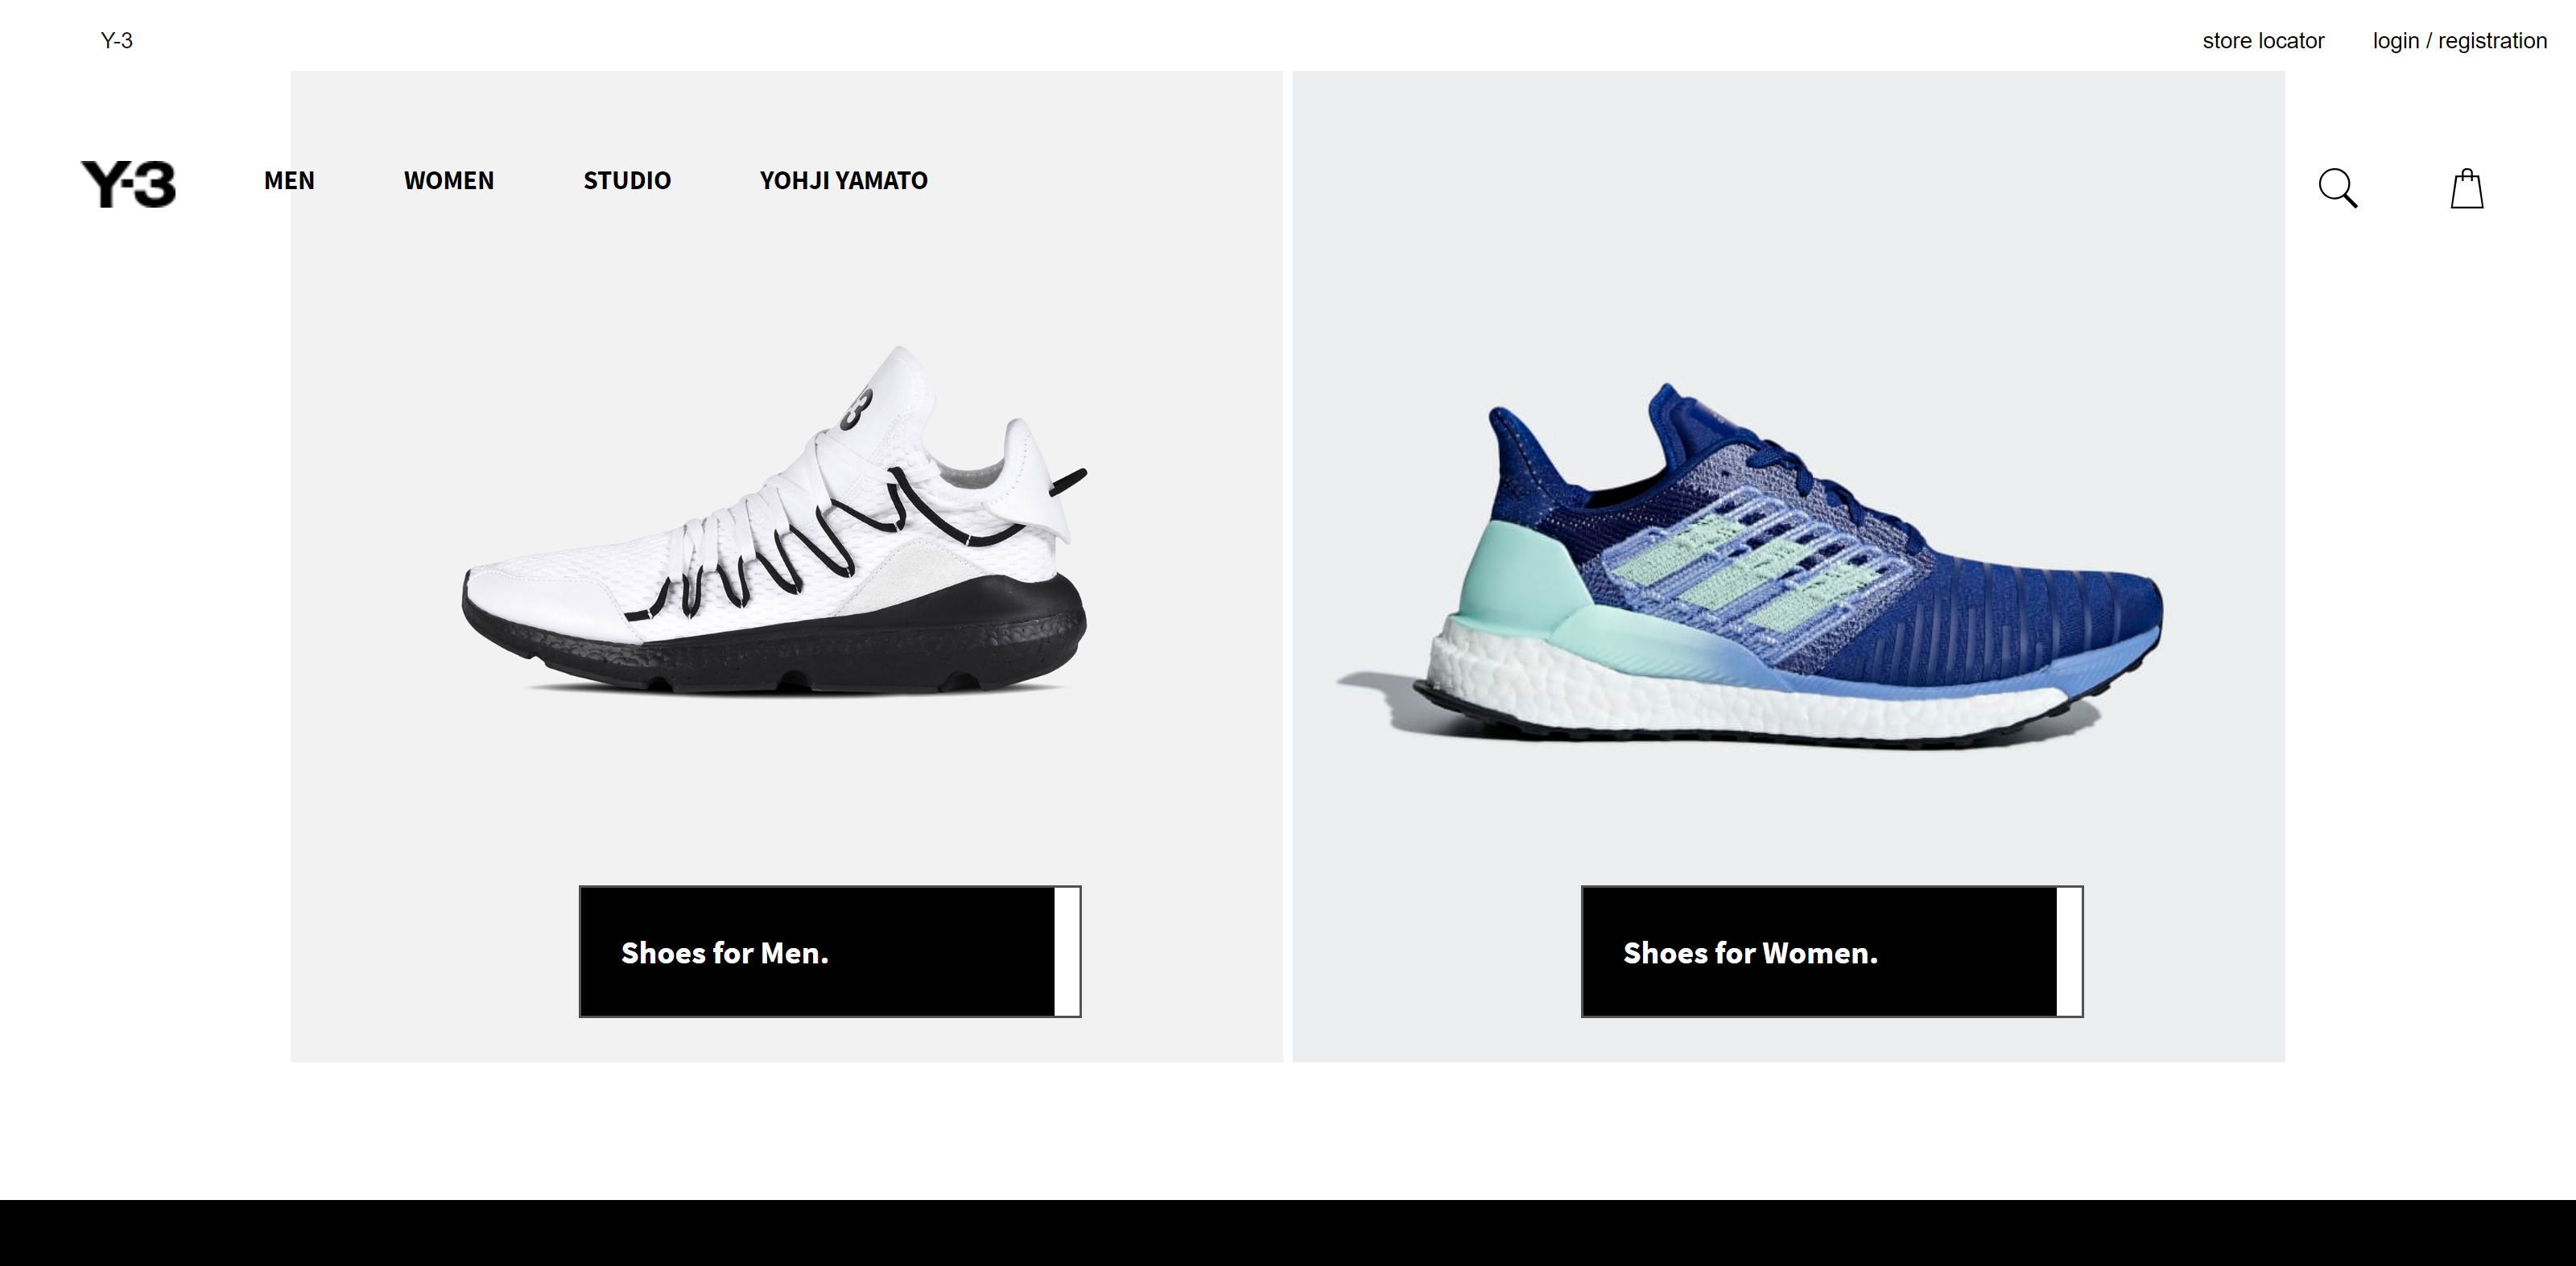 Y-3
store locator
login / registration
Y-3
MEN
WOMEN
STUDIO
YOHJI YAMATO
Shoes for Men.
Shoes for Women.